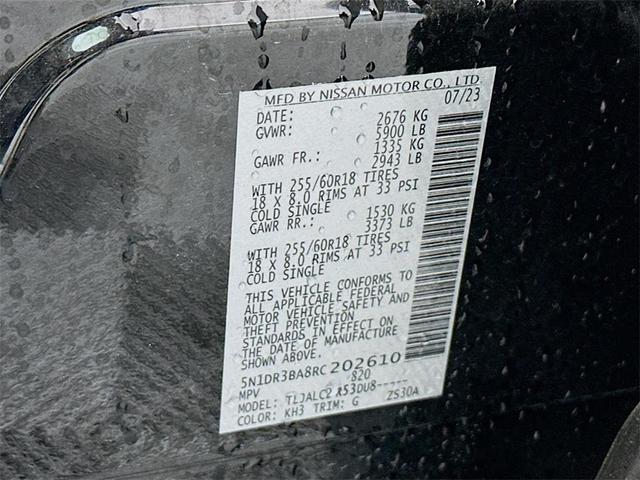 MFD BY NISSAN MOTOR CO., LTD.
DATE: 07/23
GVWR: 2676 KG
5900 LB
GAWR FR.: 1335 KG
2943 LB
WITH 255/60R18 TIRES
18 X 8.0 RIMS AT 33 PSI
COLD SINGLE
GAWR RR.: 1530 KG
3373 LB
WITH 255/60R18 TIRES
18 X 8.0 RIMS AT 33 PSI
COLD SINGLE
THIS VEHICLE CONFORMS TO
ALL APPLICABLE FEDERAL
MOTOR VEHICLE SAFETY AND
THEFT PREVENTION
STANDARDS IN EFFECT ON
THE DATE OF MANUFACTURE
SHOWN ABOVE.
5N1DR3BA8RC202610
MPV 820
MODEL: TLJALC2 R53DU8-----
COLOR: KH3 TRIM: G ZS30A